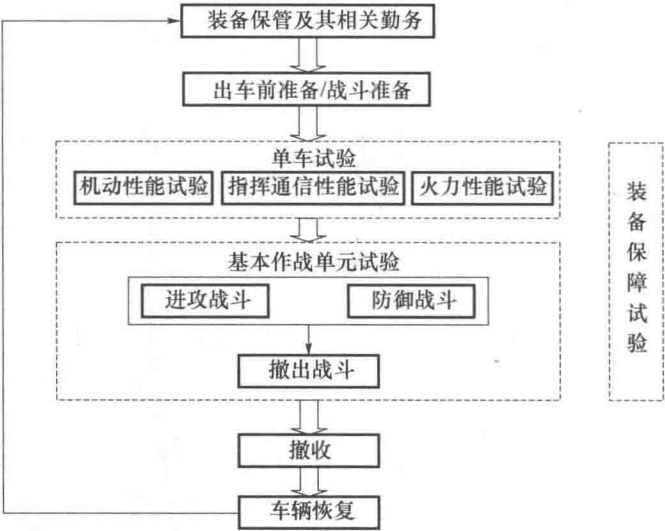 装备保管及其相关勤务
出车前准备/战斗准备
单车试验
机动性能试验
指挥通信性能试验
火力性能试验
基本作战单元试验
进攻战斗
防御战斗
撤出战斗
撤收
车辆恢复
装备保障试验